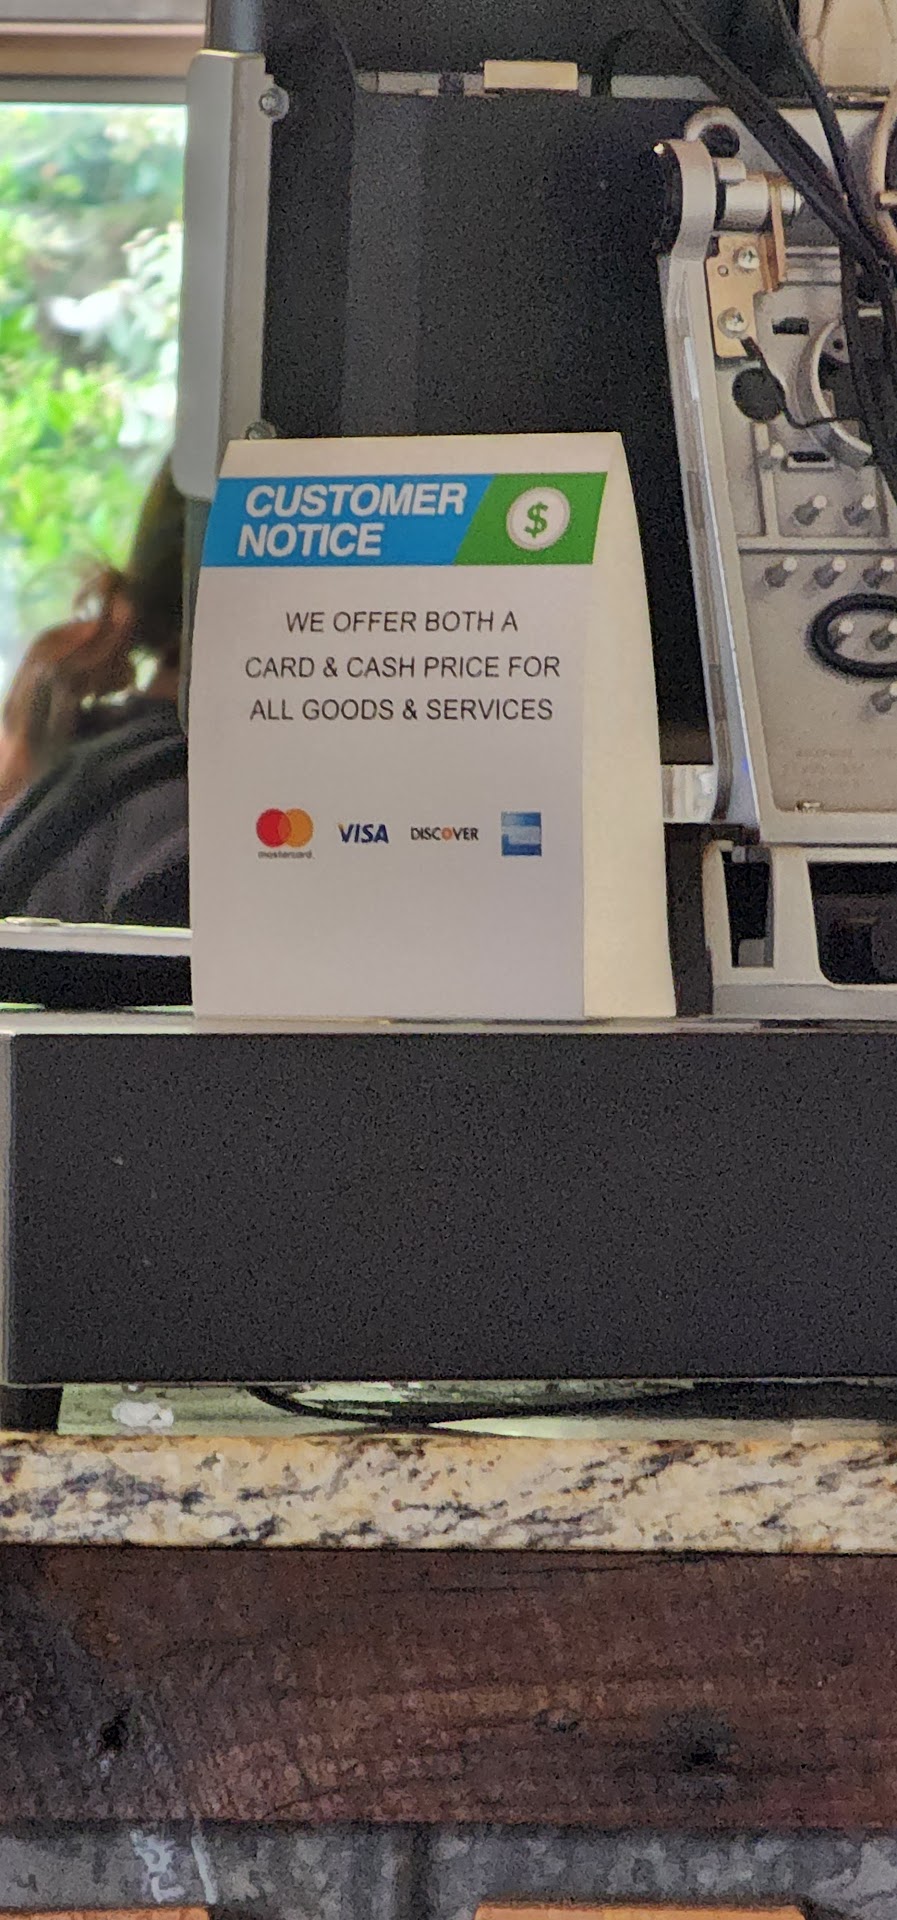 CUSTOMER
NOTICE
$
WE OFFER BOTH A
CARD & CASH PRICE FOR
ALL GOODS & SERVICES
mastercard
VISA
DISCOVER